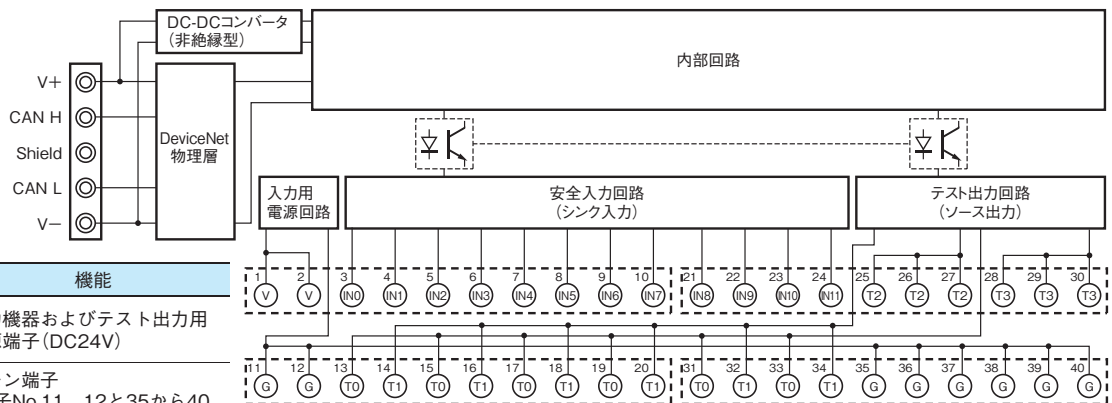 DC-DCコンバータ
(非絶縁型)
内部回路
V+
CAN H
Shield
CAN L
V−
DeviceNet
物理層
入力用
電源回路
安全入力回路
(シンク入力)
テスト出力回路
(ソース出力)
1 2 3 4 5 6 7 8 9 10 21 22 23 24 25 26 27 28 29 30
V V IN0 IN1 IN2 IN3 IN4 IN5 IN6 IN7 IN8 IN9 IN10 IN11 T2 T2 T2 T3 T3 T3
11 12 13 14 15 16 17 18 19 20 31 32 33 34 35 36 37 38 39 40
G G T0 T1 T0 T1 T0 T1 T0 T1 T0 T1 T0 T1 G G G G G G
機能
機器およびテスト出力用
端子(DC24V)
ン端子
No.11、12と35から40